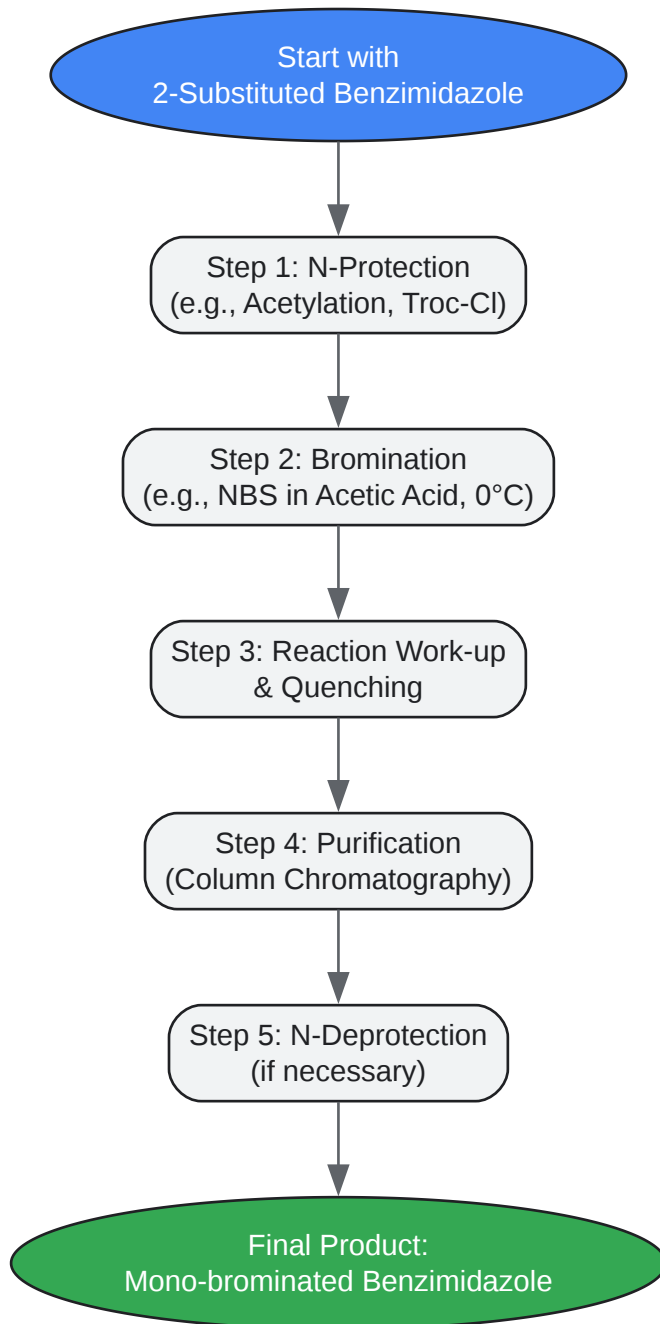 Start with
2-Substituted Benzimidazole
Step 1: N-Protection
(e.g., Acetylation, Troc-Cl)
Step 2: Bromination
(e.g., NBS in Acetic Acid, 0°C)
Step 3: Reaction Work-up
& Quenching
Step 4: Purification
(Column Chromatography)
Step 5: N-Deprotection
(if necessary)
Final Product:
Mono-brominated Benzimidazole